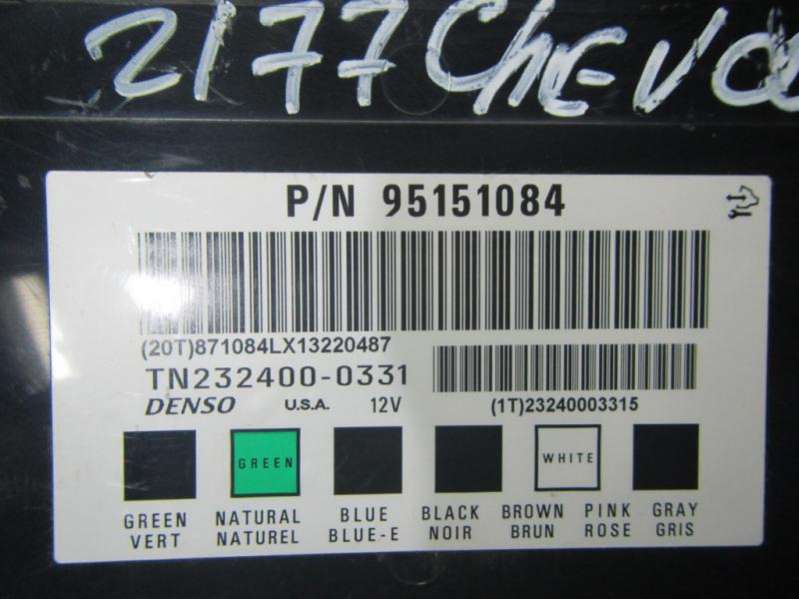 2177 CHEVO
P/N 95151084
(20T)871084LX13220487
TN232400-0331
DENSO U.S.A. 12V
(1T)23240003315
GREEN WHITE
GREEN NATURAL BLUE BLACK BROWN PINK GRAY
VERT NATUREL BLUE-E NOIR BRUN ROSE GRIS